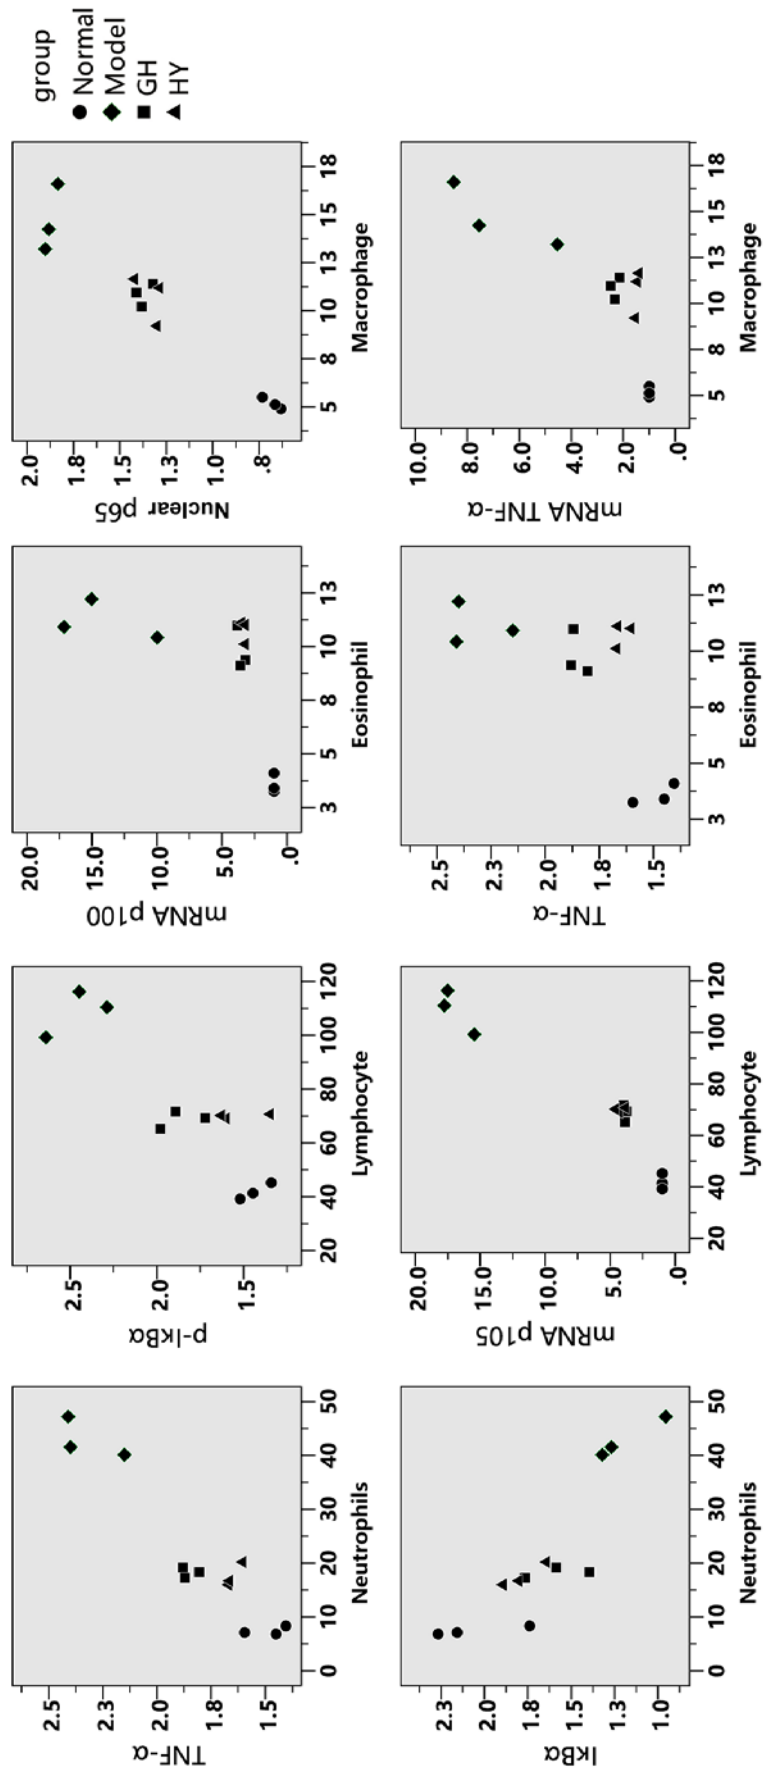 TNF-α
2.5
2.3
2.0
1.8
1.5
0 10 20 30 40 50
Neutrophils
p-IκBα
2.5
2.0
1.5
20 40 60 80 100 120
Lymphocyte
mRNA p100
20.0
15.0
10.0
5.0
.0
3 5 8 10 13
Eosinophil
Nuclear p65
2.0
1.8
1.5
1.3
1.0
.8
5 8 10 13 15 18
Macrophage
group
Normal
Model
GH
HY
IκBα
2.3
2.0
1.8
1.5
1.3
1.0
0 10 20 30 40 50
Neutrophils
mRNA p105
20.0
15.0
10.0
5.0
.0
20 40 60 80 100 120
Lymphocyte
TNF-α
2.5
2.3
2.0
1.8
1.5
3 5 8 10 13
Eosinophil
mRNA TNF-α
10.0
8.0
6.0
4.0
2.0
.0
5 8 10 13 15 18
Macrophage